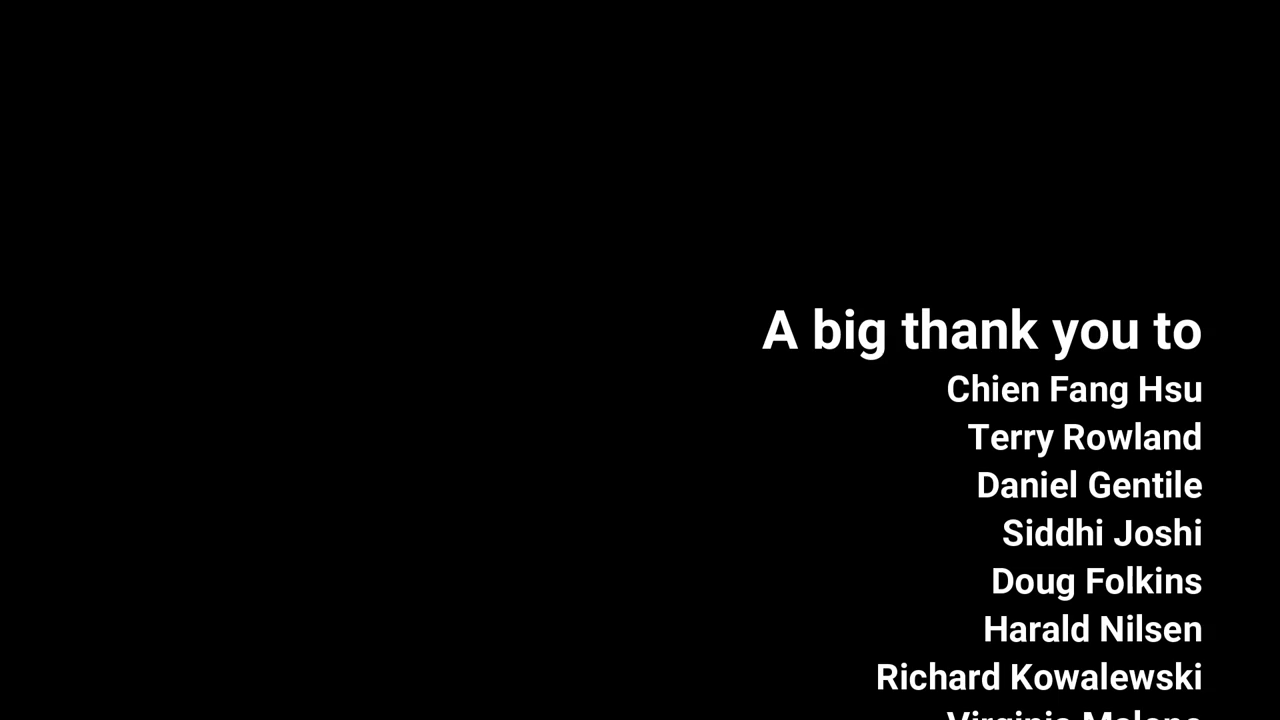 A big thank you to
Chien Fang Hsu
Terry Rowland
Daniel Gentile
Siddhi Joshi
Doug Folkins
Harald Nilsen
Richard Kowalewski